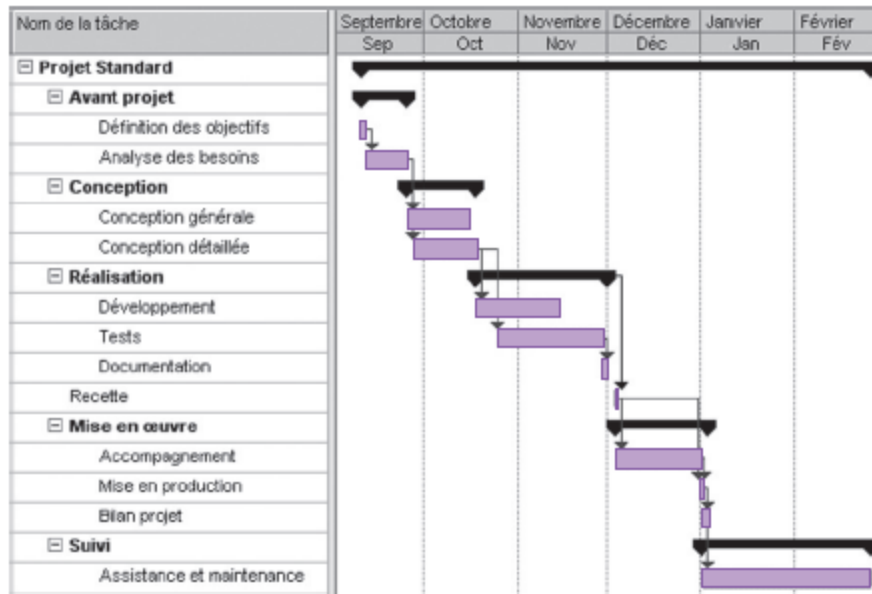 Nom de la tâche
Septembre Octobre Novembre Décembre Janvier Février
Sep Oct Nov Déc Jan Fév
Projet Standard
Avant projet
Définition des objectifs
Analyse des besoins
Conception
Conception générale
Conception détaillée
Réalisation
Développement
Tests
Documentation
Recette
Mise en œuvre
Accompagnement
Mise en production
Bilan projet
Suivi
Assistance et maintenance